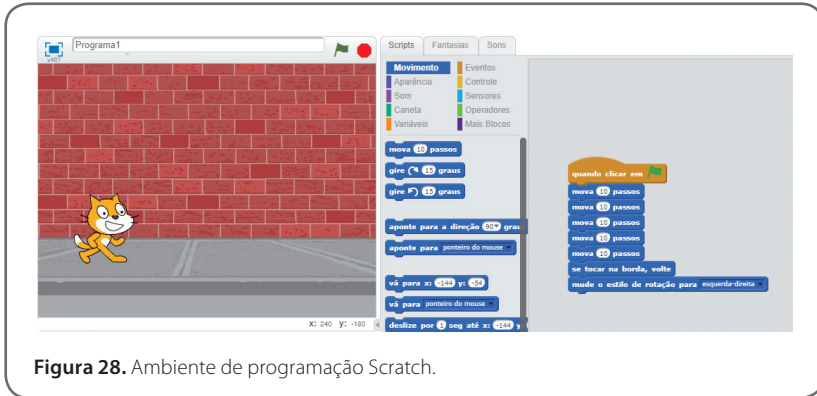 Programa1
v461
Scripts Fantasias Sons
Movimento Eventos
Aparência Controle
Som Sensores
Caneta Operadores
Variáveis Mais Blocos
mova 10 passos
gire 15 graus
gire 15 graus
aponte para a direção 90 grau
aponte para ponteiro do mouse
vá para x: -144 y: -54
vá para ponteiro do mouse
deslize por 1 seg até x: -144 y
X: 240 y: -180
quando clicar em
mova 10 passos
mova 10 passos
mova 10 passos
mova 10 passos
mova 10 passos
se tocar na borda, volte
mude o estilo de rotação para esquerda-direita
Figura 28. Ambiente de programação Scratch.